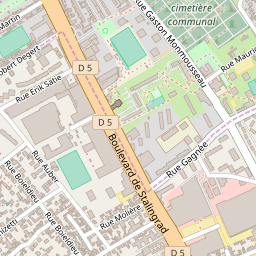 cimetière
communal
Martin
Rue Gaston Monmousseau
Robert Degert
D 5
Rue Maurice
Rue Erik Satie
D 5
Boulevard de Stalingrad
Rue Gagnée
Rue Auber
Rue Boieldieu
Rue Molière
Rue Boieldieu
D 5